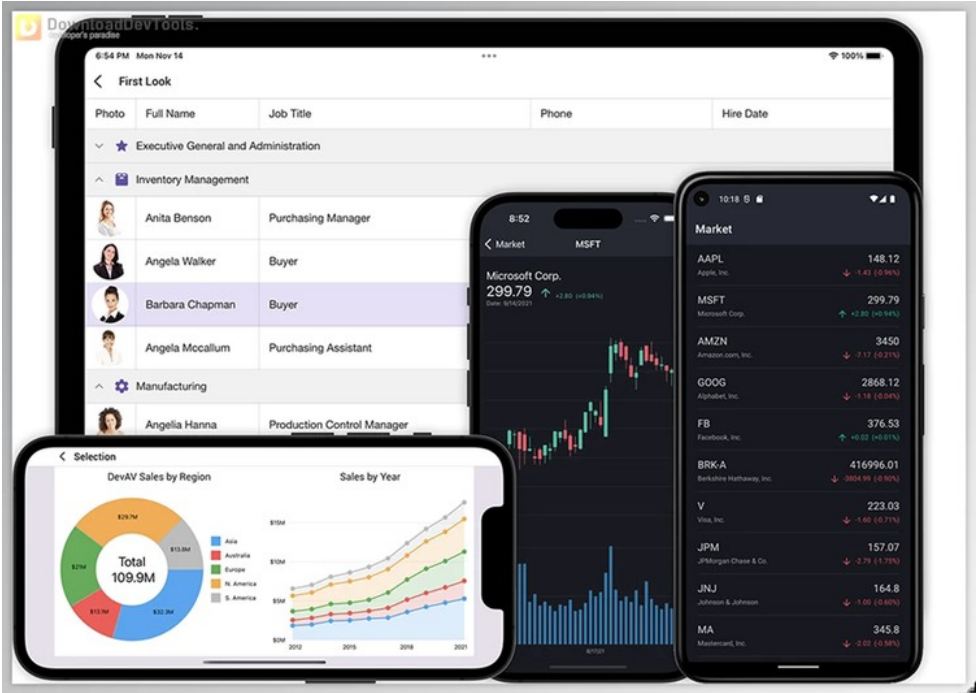 DownloadDevTools.
developer's paradise
6:54 PM Mon Nov 14
100%
First Look
Photo Full Name Job Title Phone Hire Date
Executive General and Administration
Inventory Management
Anita Benson Purchasing Manager
Angela Walker Buyer
Barbara Chapman Buyer
Angela Mccallum Purchasing Assistant
Manufacturing
Angelia Hanna Production Control Manager
Selection
DevAV Sales by Region
$29.7M
$13.8M
$21M
Total
109.9M
$13.1M
$32.3M
Asia
Australia
Europe
N. America
S. America
Sales by Year
$15M
$10M
$5M
$0M
2012 2015 2018 2021
8:52
Market MSFT
Microsoft Corp.
299.79 +2.80 (+0.94%)
Date: 9/14/2021
8/17/21
10:18
Market
AAPL 148.12
Apple, Inc. -1.43 (-0.96%)
MSFT 299.79
Microsoft Corp. +2.80 (+0.94%)
AMZN 3450
Amazon.com, Inc. -7.17 (-0.21%)
GOOG 2868.12
Alphabet, Inc. -1.18 (-0.04%)
FB 376.53
Facebook, Inc. +0.02 (+0.01%)
BRK-A 416996.01
Berkshire Hathaway, Inc. -3804.99 (-0.90%)
V 223.03
Visa, Inc. -1.60 (-0.71%)
JPM 157.07
JPMorgan Chase & Co. -2.79 (-1.75%)
JNJ 164.8
Johnson & Johnson -1.00 (-0.60%)
MA 345.8
Mastercard, Inc. -2.02 (-0.58%)